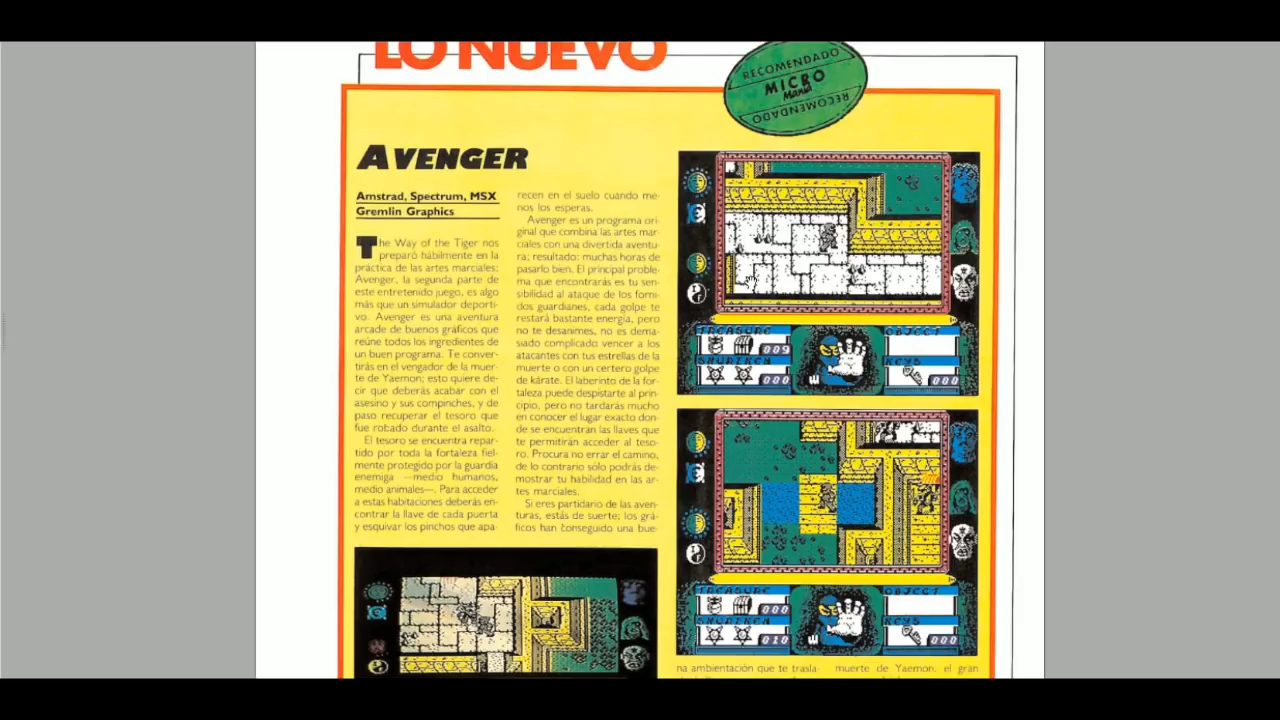 LO NUEVO
RECOMENDADO
MICRO
Manía
RECOMENDADO
AVENGER
Amstrad, Spectrum, MSX
Gremlin Graphics
The Way of the Tiger nos
preparó hábilmente en la
práctica de las artes marciales:
Avenger, la segunda parte de
este entretenido juego, es algo
más que un simulador deporti-
vo. Avenger es una aventura
arcade de buenos gráficos que
reúne todos los ingredientes de
un buen programa. Te conver-
tirás en el vengador de la muer-
te de Yaemon; esto quiere de-
cir que deberás acabar con el
asesino y sus compinches, y de
paso recuperar el tesoro que
fue robado durante el asalto.
El tesoro se encuentra repar-
tido por toda la fortaleza fiel-
mente protegido por la guardia
enemiga —medio humanos,
medio animales—. Para acceder
a estas habitaciones deberás en-
contrar la llave de cada puerta
y esquivar los pinchos que apa-
recen en el suelo cuando me-
nos los esperas.
Avenger es un programa ori-
ginal que combina las artes mar-
ciales con una divertida aventu-
ra; resultado: muchas horas de
pasarlo bien. El principal proble-
ma que encontrarás es tu sen-
sibilidad al ataque de los forni-
dos guardianes, cada golpe te
restará bastante energía, pero
no te desanimes, no es dema-
siado complicado vencer a los
atacantes con tus estrellas de la
muerte o con un certero golpe
de kárate. El laberinto de la for-
taleza puede despistarte al prin-
cipio, pero no tardarás mucho
en conocer el lugar exacto don-
de se encuentran las llaves que
te permitirán acceder al teso-
ro. Procura no errar el camino,
de lo contrario sólo podrás de-
mostrar tu habilidad en las ar-
tes marciales.
Si eres partidario de las aven-
turas, estás de suerte; los grá-
ficos han conseguido una bue-
TREASURE
OBJECT
009
SHURIKEN
KEYS
000
000
TREASURE
OBJECT
000
SHURIKEN
KEYS
010
000
na ambientación que te trasla-
muerte de Yaemon, el gran